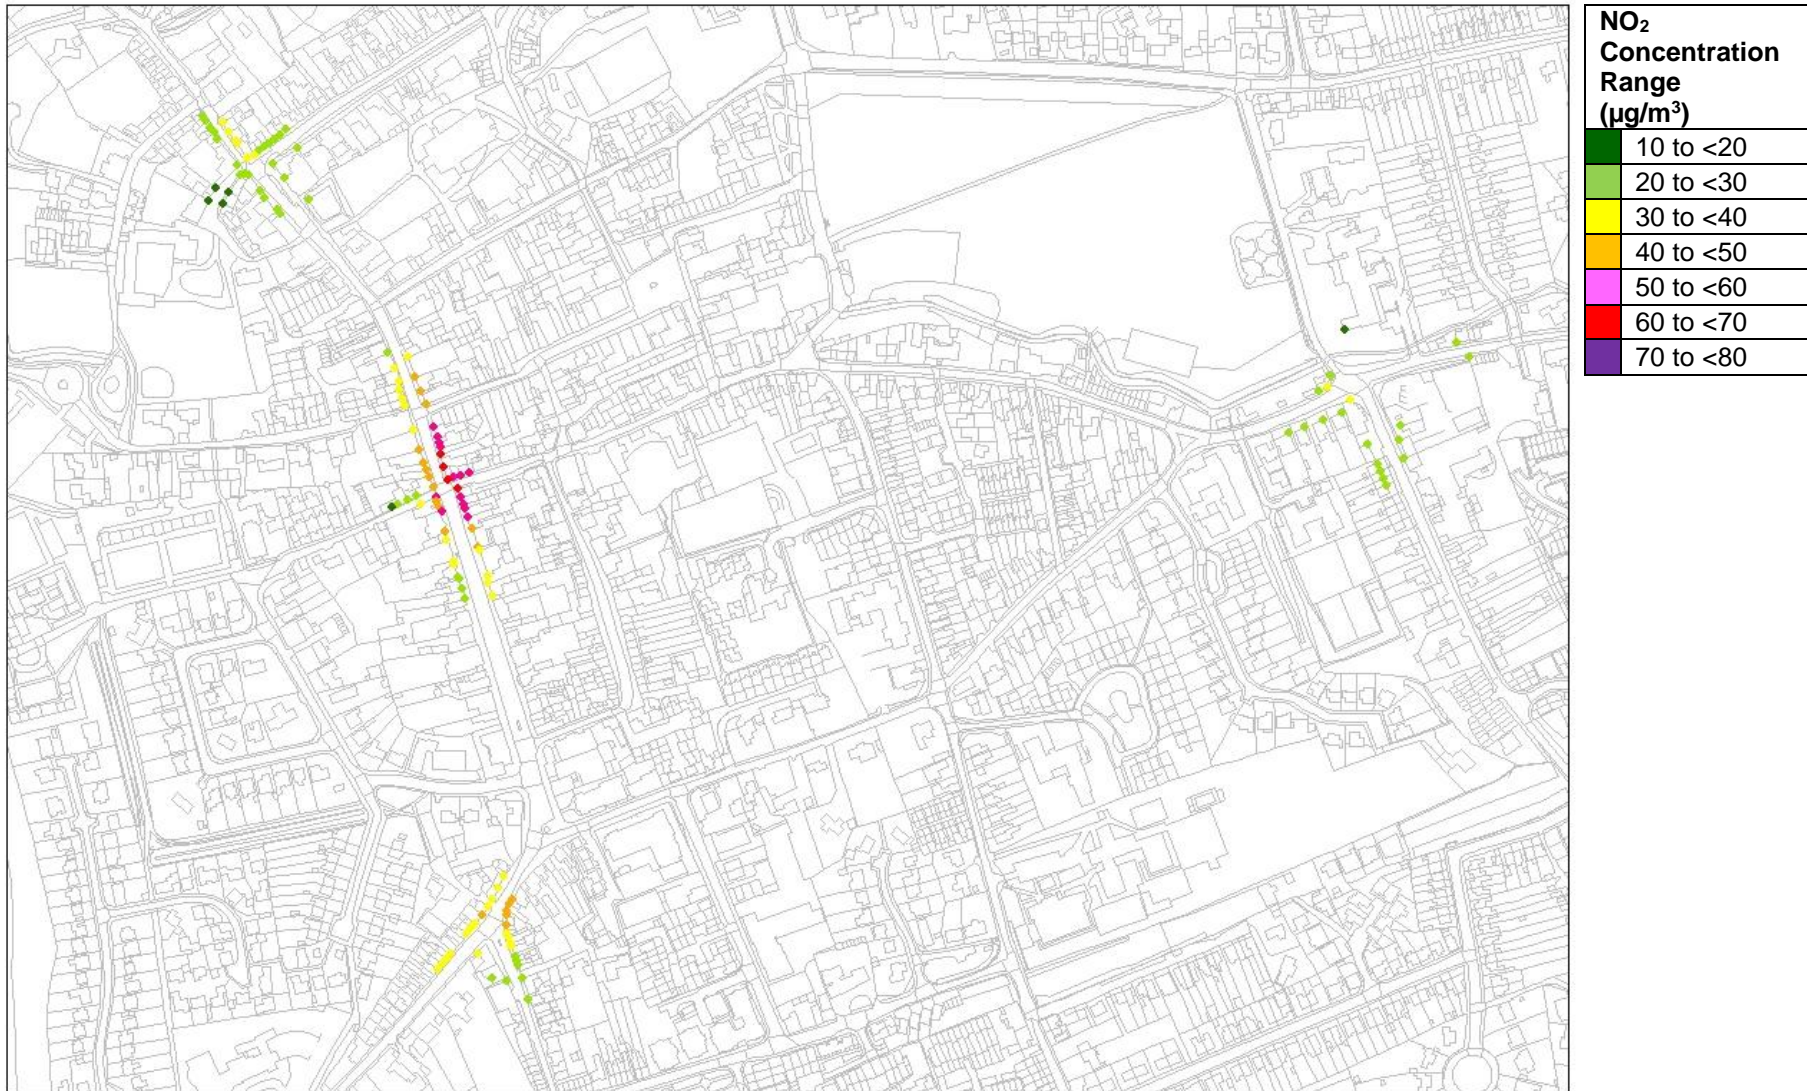 NO₂
Concentration
Range
(µg/m³)
10 to <20
20 to <30
30 to <40
40 to <50
50 to <60
60 to <70
70 to <80